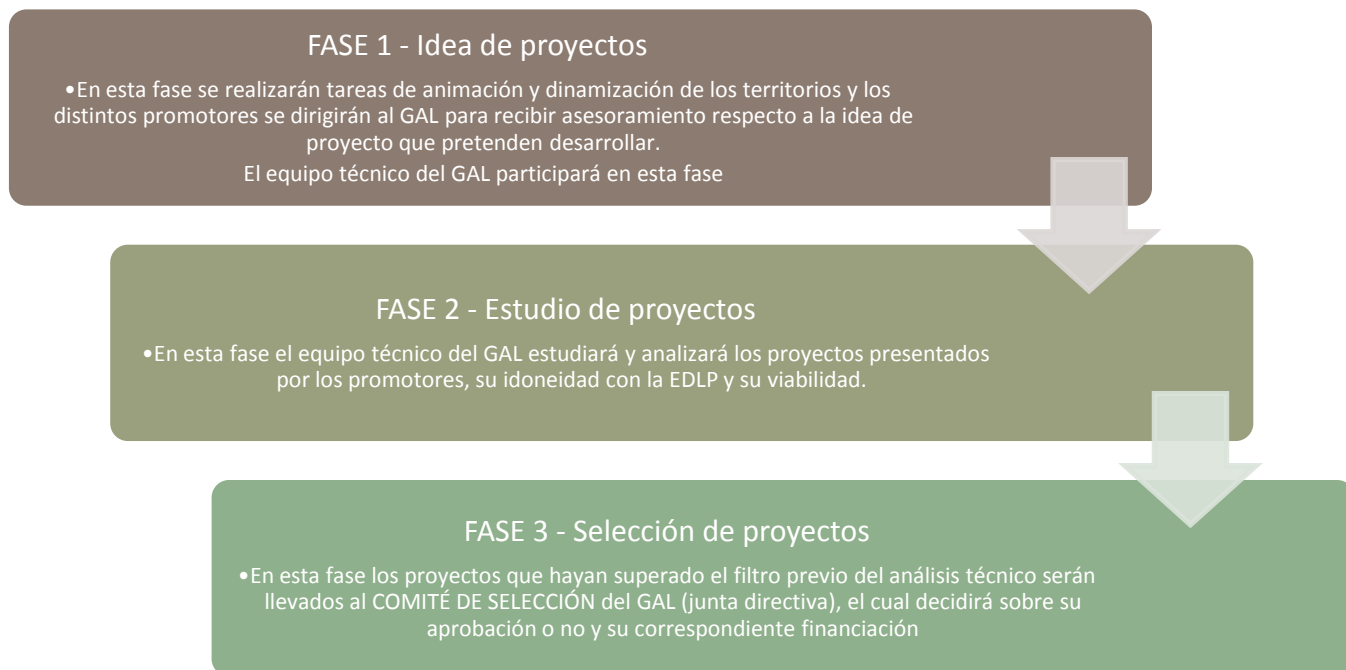 FASE 1 - Idea de proyectos
•En esta fase se realizarán tareas de animación y dinamización de los territorios y los
distintos promotores se dirigirán al GAL para recibir asesoramiento respecto a la idea de
proyecto que pretenden desarrollar.
El equipo técnico del GAL participará en esta fase
FASE 2 - Estudio de proyectos
•En esta fase el equipo técnico del GAL estudiará y analizará los proyectos presentados
por los promotores, su idoneidad con la EDLP y su viabilidad.
FASE 3 - Selección de proyectos
•En esta fase los proyectos que hayan superado el filtro previo del análisis técnico serán
llevados al COMITÉ DE SELECCIÓN del GAL (junta directiva), el cual decidirá sobre su
aprobación o no y su correspondiente financiación